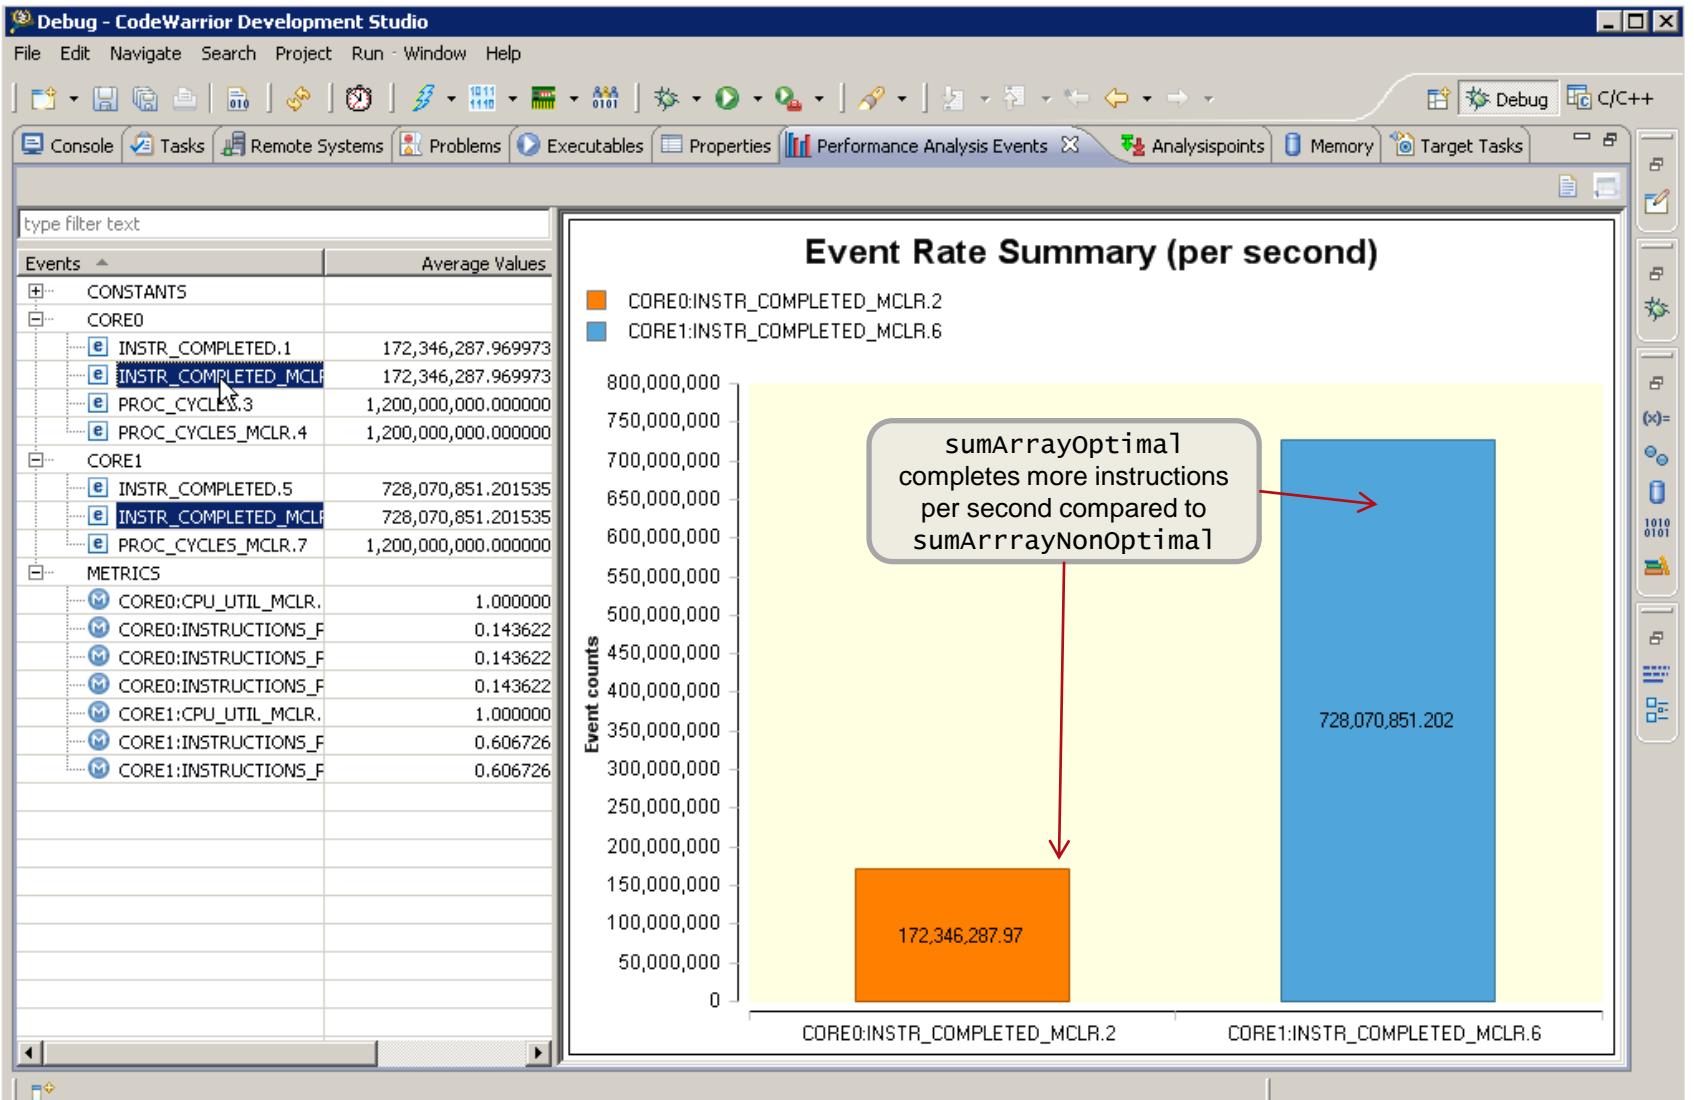 Debug - CodeWarrior Development Studio
File Edit Navigate Search Project Run Window Help
Debug C/C++
Console Tasks Remote Systems Problems Executables Properties Performance Analysis Events Analysispoints Memory Target Tasks
type filter text
Events Average Values
CONSTANTS
CORE0
INSTR_COMPLETED.1 172,346,287.969973
INSTR_COMPLETED_MCLR 172,346,287.969973
PROC_CYCLES.3 1,200,000,000.000000
PROC_CYCLES_MCLR.4 1,200,000,000.000000
CORE1
INSTR_COMPLETED.5 728,070,851.201535
INSTR_COMPLETED_MCLR 728,070,851.201535
PROC_CYCLES_MCLR.7 1,200,000,000.000000
METRICS
CORE0:CPU_UTIL_MCLR. 1.000000
CORE0:INSTRUCTIONS_P 0.143622
CORE0:INSTRUCTIONS_P 0.143622
CORE0:INSTRUCTIONS_P 0.143622
CORE1:CPU_UTIL_MCLR. 1.000000
CORE1:INSTRUCTIONS_P 0.606726
CORE1:INSTRUCTIONS_P 0.606726
Event Rate Summary (per second)
CORE0:INSTR_COMPLETED_MCLR.2
CORE1:INSTR_COMPLETED_MCLR.6
Event counts
800,000,000
750,000,000
700,000,000
650,000,000
600,000,000
550,000,000
500,000,000
450,000,000
400,000,000
350,000,000
300,000,000
250,000,000
200,000,000
150,000,000
100,000,000
50,000,000
0
sumArrayOptimal
completes more instructions
per second compared to
sumArrrayNonOptimal
728,070,851.202
172,346,287.97
CORE0:INSTR_COMPLETED_MCLR.2 CORE1:INSTR_COMPLETED_MCLR.6
(x)=
1010
0101